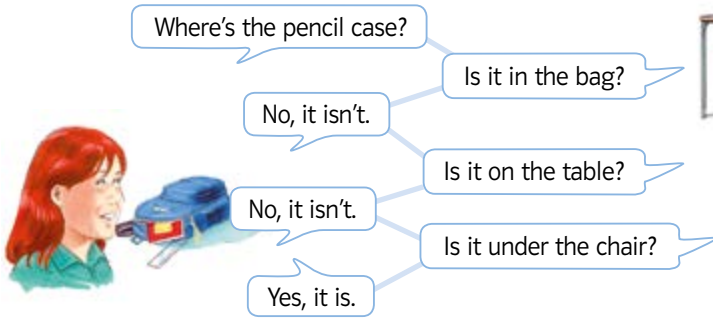 Where's the pencil case?
Is it in the bag?
No, it isn't.
Is it on the table?
No, it isn't.
Is it under the chair?
Yes, it is.